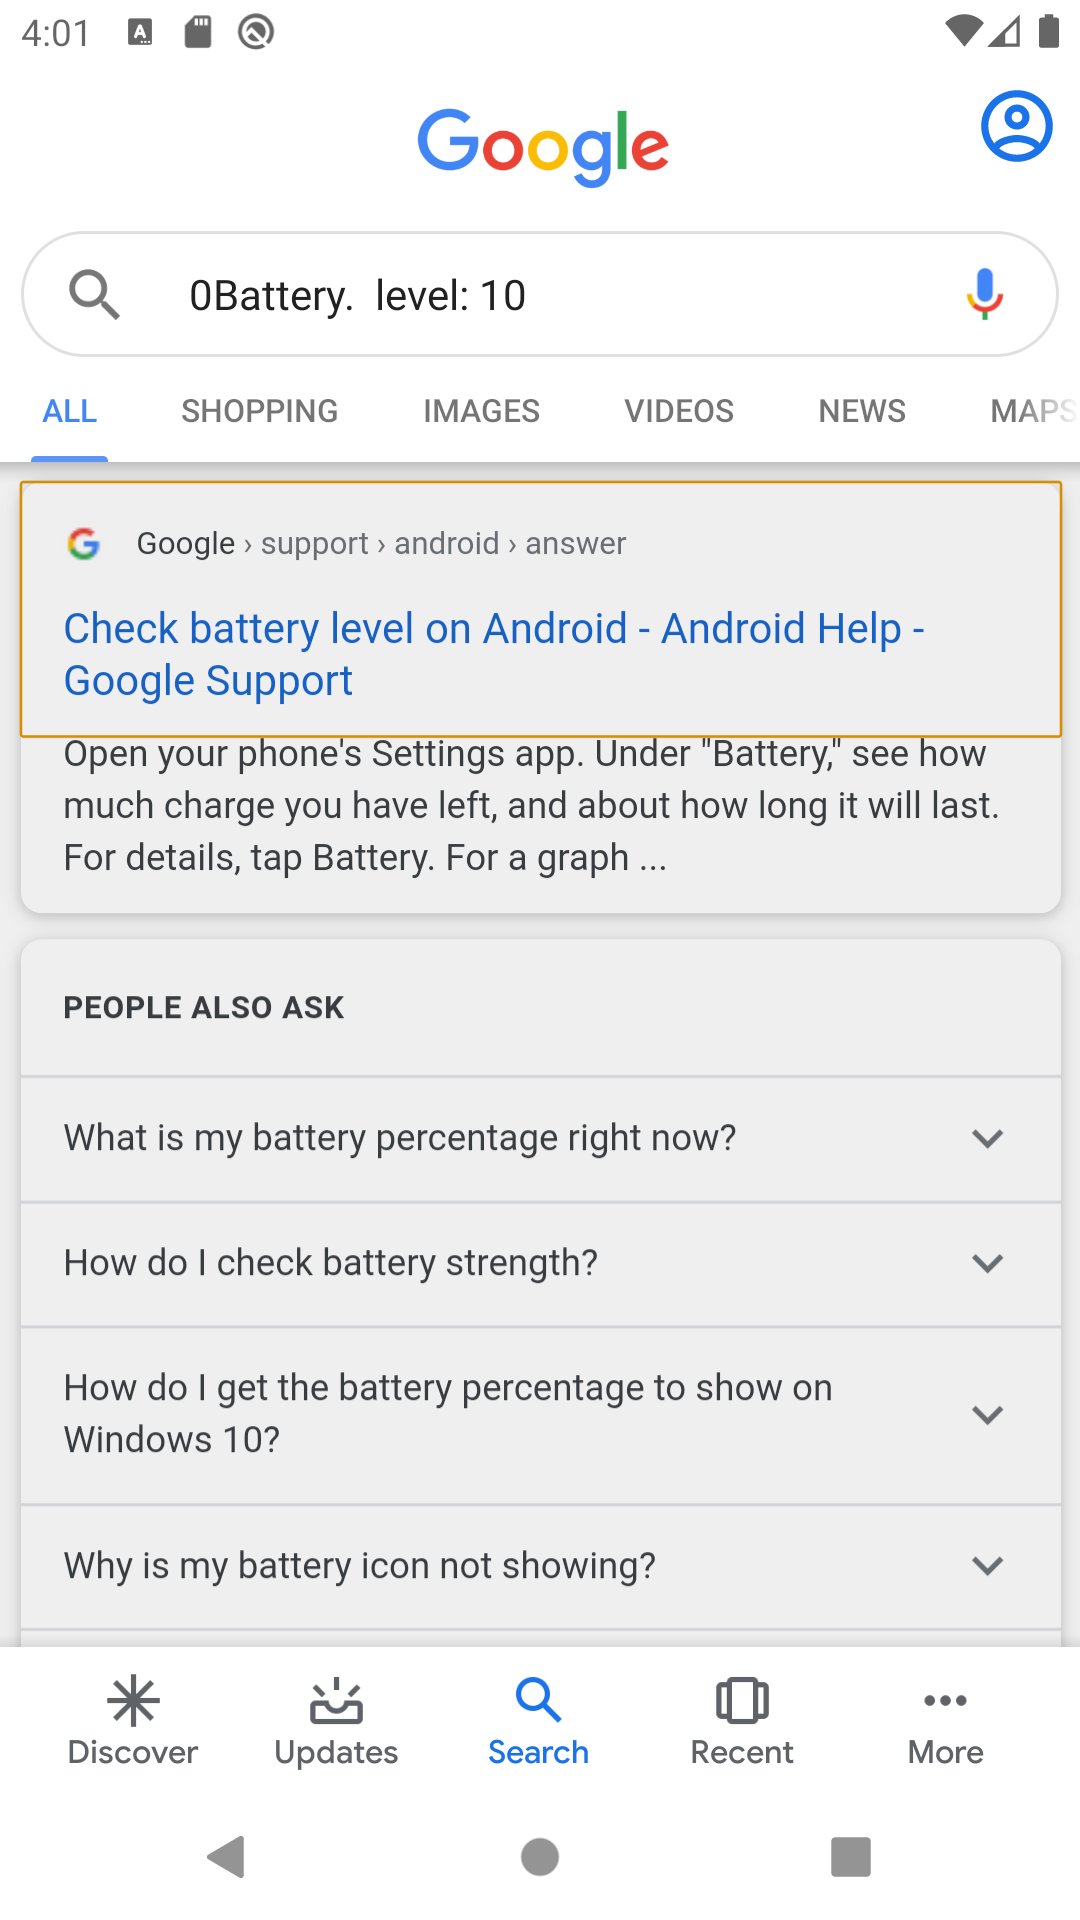 4:01
Google
0Battery.  level: 10
ALL SHOPPING IMAGES VIDEOS NEWS MAPS
Google › support › android › answer
Check battery level on Android - Android Help -
Google Support
Open your phone's Settings app. Under "Battery," see how
much charge you have left, and about how long it will last.
For details, tap Battery. For a graph ...
PEOPLE ALSO ASK
What is my battery percentage right now?
How do I check battery strength?
How do I get the battery percentage to show on
Windows 10?
Why is my battery icon not showing?
Discover Updates Search Recent More